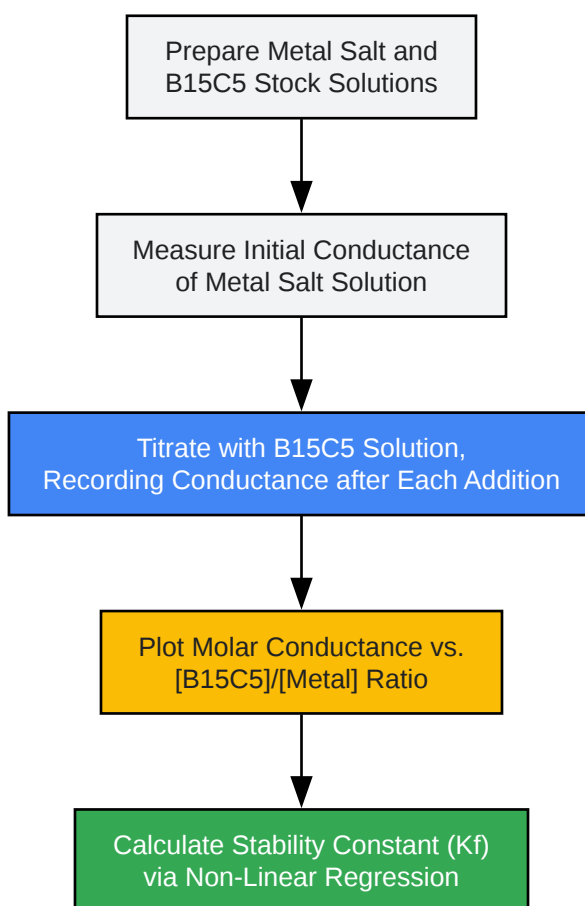 Prepare Metal Salt and
B15C5 Stock Solutions
Measure Initial Conductance
of Metal Salt Solution
Titrate with B15C5 Solution,
Recording Conductance after Each Addition
Plot Molar Conductance vs.
[B15C5]/[Metal] Ratio
Calculate Stability Constant (Kf)
via Non-Linear Regression